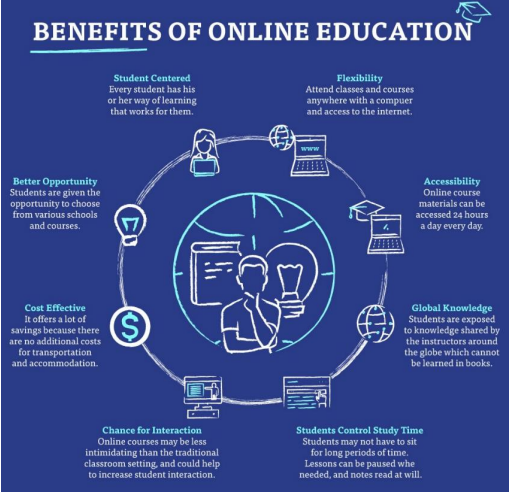 BENEFITS OF ONLINE EDUCATION
Student Centered
Every student has his
or her way of learning
that works for them.
Flexibility
Attend classes and courses
anywhere with a compuer
and access to the internet.
www
Better Opportunity
Students are given the
opportunity to choose
from various schools
and courses.
Accessibility
Online course
materials can be
accessed 24 hours
a day every day.
Cost Effective
It offers a lot of
savings because there
are no additional costs
for transportation
and accommodation.
$
Global Knowledge
Students are exposed
to knowledge shared by
the instructors around
the globe which cannot
be learned in books.
Chance for Interaction
Online courses may be less
intimidating than the traditional
classroom setting, and could help
to increase student interaction.
Students Control Study Time
Students may not have to sit
for long periods of time.
Lessons can be paused whe
needed, and notes read at will.